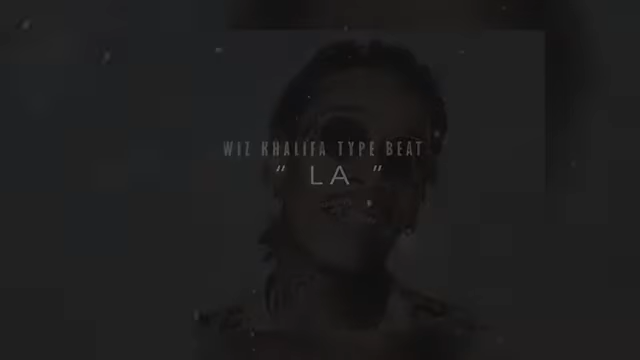 WIZ KHALIFA TYPE BEAT
“ LA ”